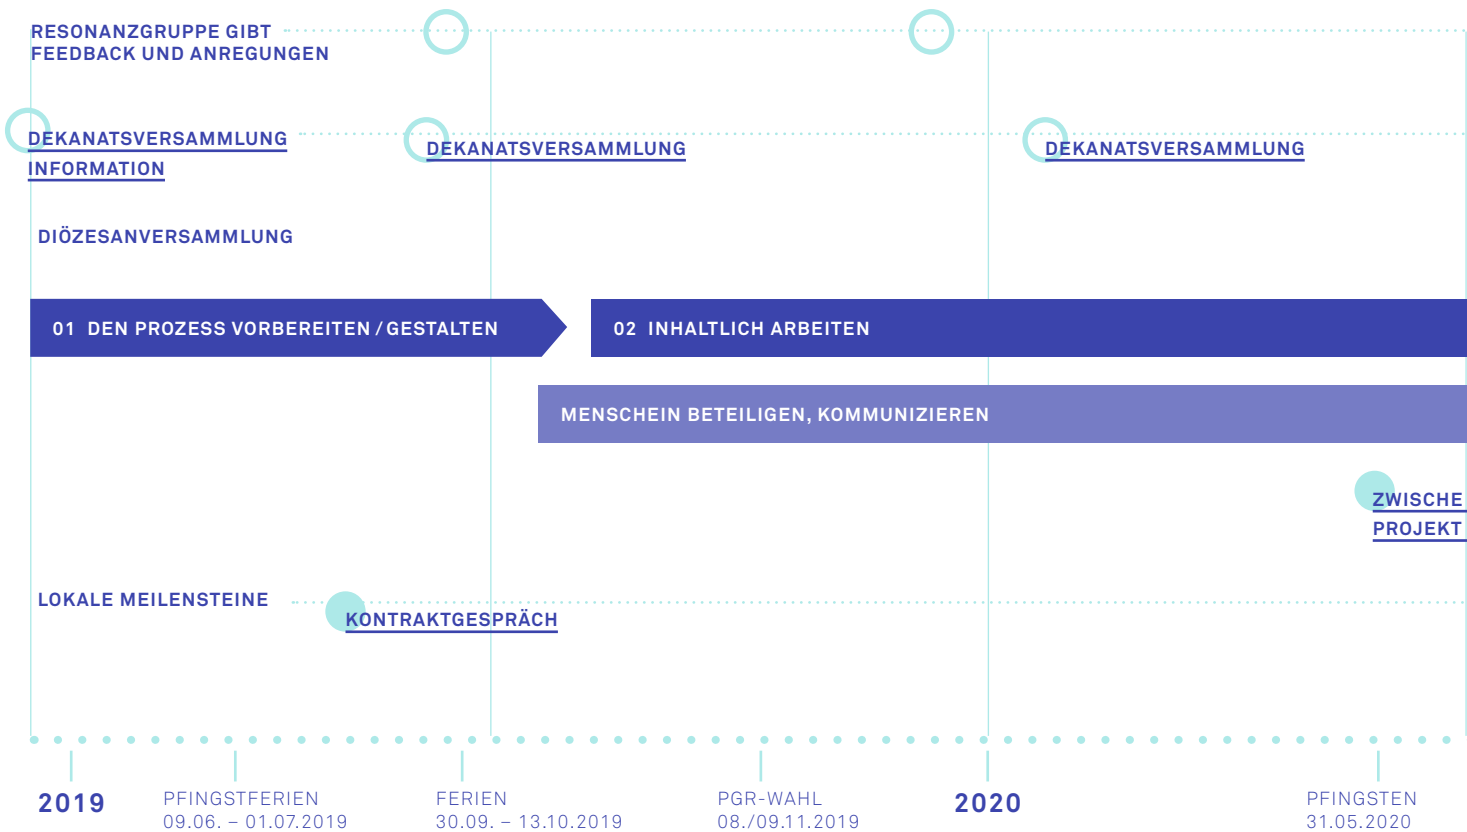 RESONANZGRUPPE GIBT
FEEDBACK UND ANREGUNGEN
DEKANATSVERSAMMLUNG
INFORMATION
DEKANATSVERSAMMLUNG
DEKANATSVERSAMMLUNG
DIÖZESANVERSAMMLUNG
01 DEN PROZESS VORBEREITEN / GESTALTEN
02 INHALTLICH ARBEITEN
MENSCHEIN BETEILIGEN, KOMMUNIZIEREN
ZWISCHE
PROJEKT
LOKALE MEILENSTEINE
KONTRAKTGESPRÄCH
2019
PFINGSTFERIEN
09.06. – 01.07.2019
FERIEN
30.09. – 13.10.2019
PGR-WAHL
08./09.11.2019
2020
PFINGSTEN
31.05.2020